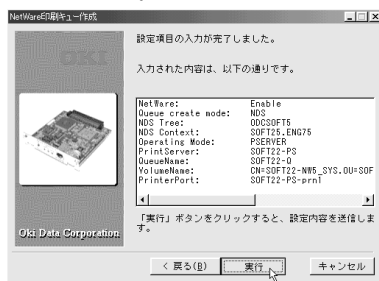 NetWare印刷キュー作成
OKI
設定項目の入力が完了しました。
入力された内容は、以下の通りです。
NetWare: Enable
Queue create mode: NDS
NDS Tree: ODCSOFT5
NDS Context: SOFT25.ENG75
Operating Mode: PSERVER
PrintServer: SOFT22-PS
QueueName: SOFT22-Q
VolumeName: CN=SOFT22-NW5_SYS.OU=SOF
PrinterPort: SOFT22-PS-prn1
「実行」ボタンをクリックすると、設定内容を送信しま
す。
Oki Data Corporation
< 戻る(B) 実行 キャンセル